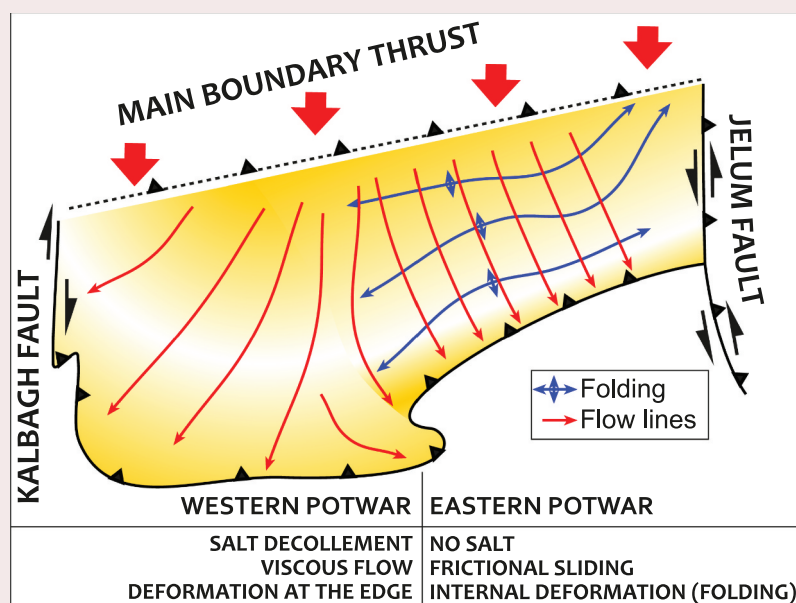 MAIN BOUNDARY THRUST
JELUM FAULT
KALBAGH FAULT
Folding
Flow lines
WESTERN POTWAR
EASTERN POTWAR
SALT DECOLLEMENT
NO SALT
VISCOUS FLOW
FRICTIONAL SLIDING
DEFORMATION AT THE EDGE
INTERNAL DEFORMATION (FOLDING)